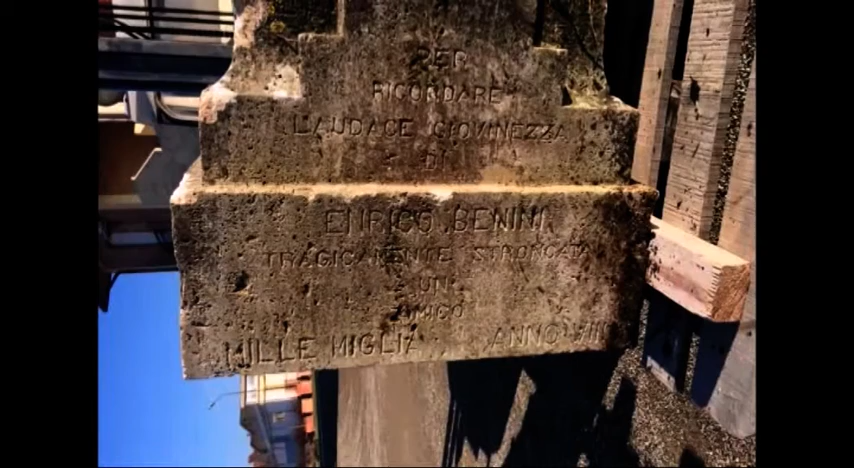 PER
RICORDARE
L'AUDACE GIOVINEZZA
DI
ENRICO BENINI
TRAGICAMENTE STRONCATA
UN
AMICO
MILLE MIGLIA ANNO VIII